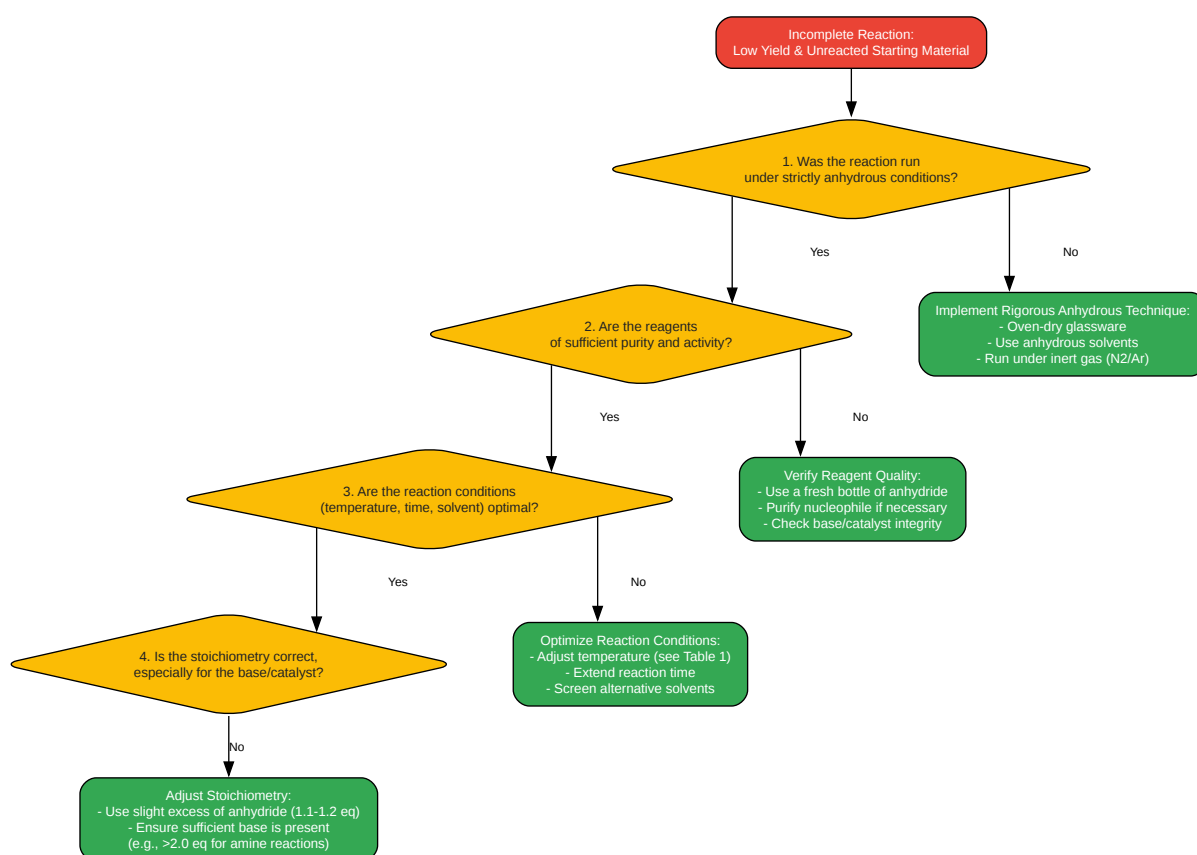 Incomplete Reaction:
Low Yield & Unreacted Starting Material
1. Was the reaction run
under strictly anhydrous conditions?
Yes
No
Implement Rigorous Anhydrous Technique:
- Oven-dry glassware
- Use anhydrous solvents
- Run under inert gas (N2/Ar)
2. Are the reagents
of sufficient purity and activity?
Yes
No
Verify Reagent Quality:
- Use a fresh bottle of anhydride
- Purify nucleophile if necessary
- Check base/catalyst integrity
3. Are the reaction conditions
(temperature, time, solvent) optimal?
Yes
No
Optimize Reaction Conditions:
- Adjust temperature (see Table 1)
- Extend reaction time
- Screen alternative solvents
4. Is the stoichiometry correct,
especially for the base/catalyst?
No
Adjust Stoichiometry:
- Use slight excess of anhydride (1.1-1.2 eq)
- Ensure sufficient base is present
(e.g., >2.0 eq for amine reactions)